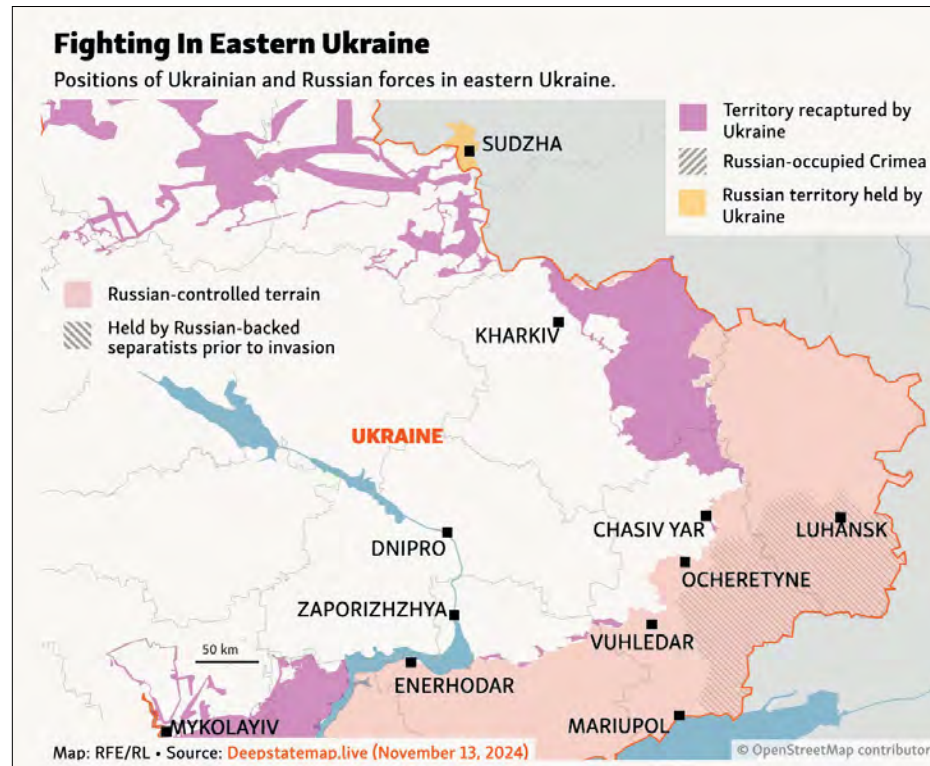 Fighting In Eastern Ukraine
Positions of Ukrainian and Russian forces in eastern Ukraine.
Territory recaptured by
Ukraine
Russian-occupied Crimea
Russian territory held by
Ukraine
SUDZHA
Russian-controlled terrain
Held by Russian-backed
separatists prior to invasion
KHARKIV
UKRAINE
CHASIV YAR
LUHANSK
DNIPRO
OCHERETYNE
ZAPORIZHZHYA
VUHLEDAR
50 km
ENERHODAR
MARIUPOL
MYKOLAYIV
Map: RFE/RL • Source: Deepstatemap.live (November 13, 2024)
© OpenStreetMap contributor